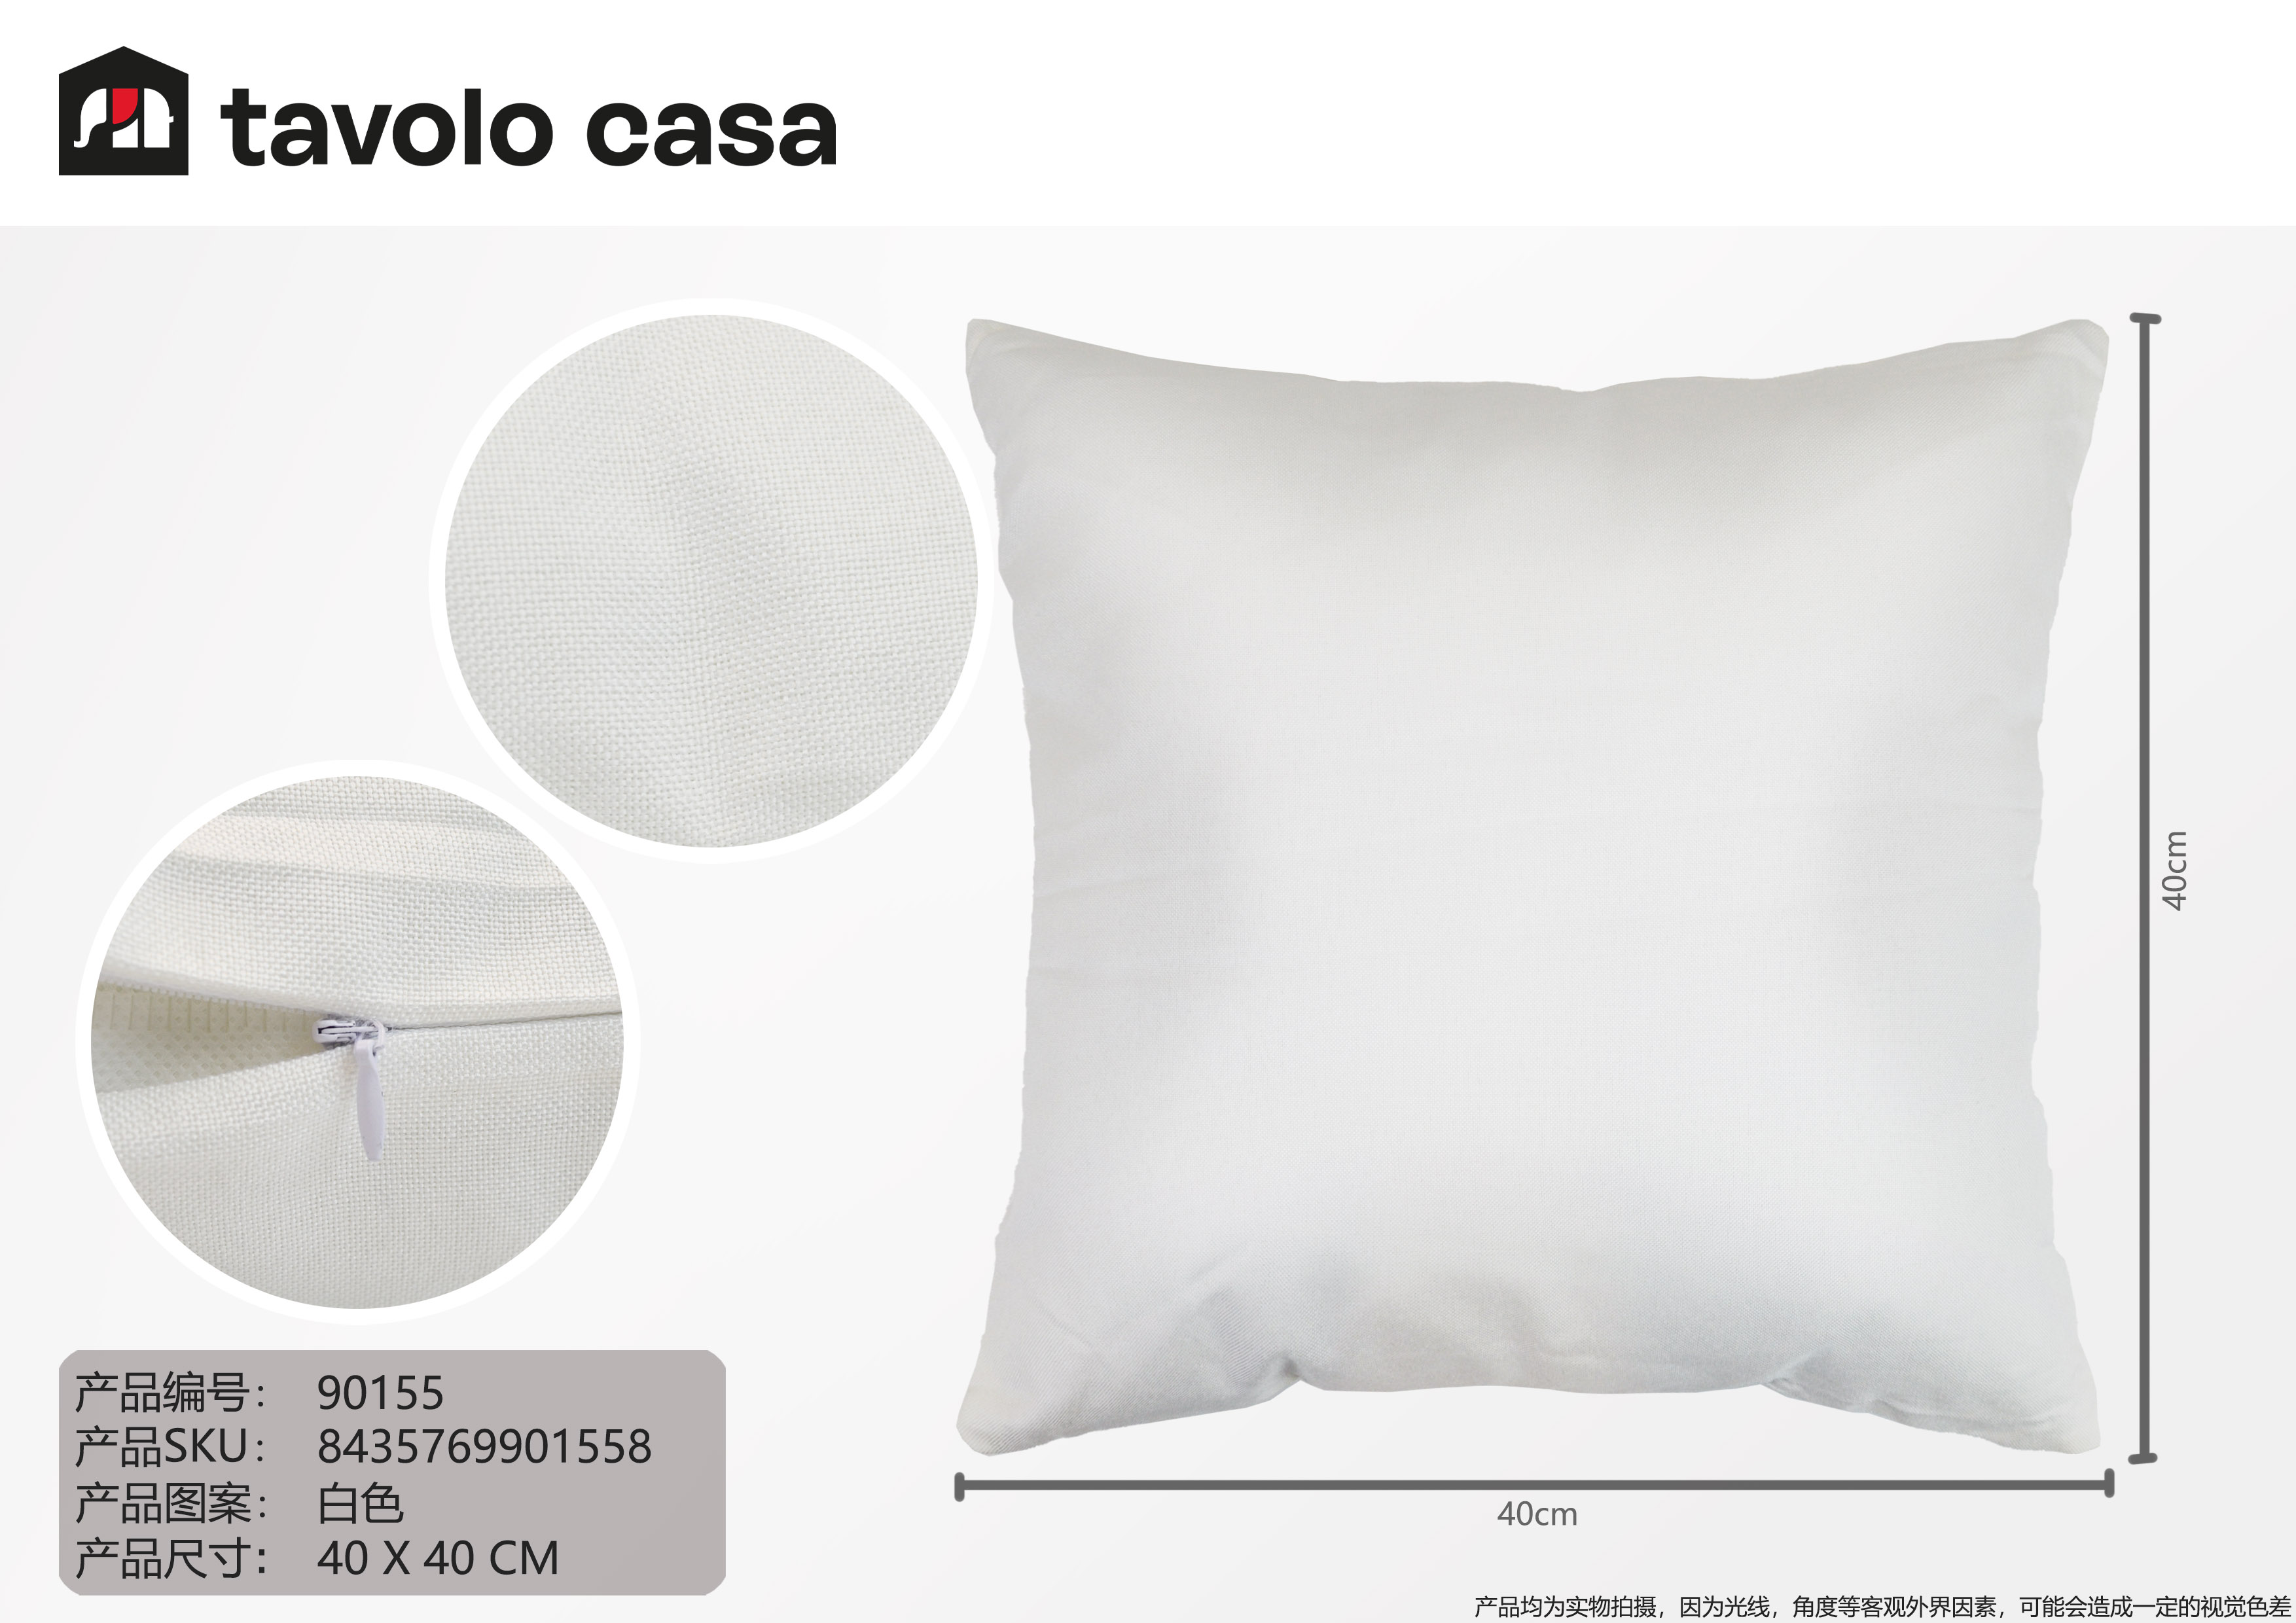 tavolo casa
40cm
40cm
产品编号： 90155
产品SKU： 8435769901558
产品图案： 白色
产品尺寸： 40 X 40 CM
产品均为实物拍摄，因为光线，角度等客观外界因素，可能会造成一定的视觉色差